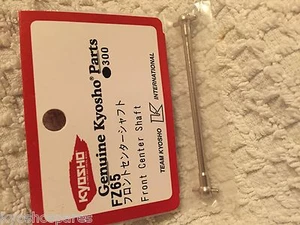 KYOSHO
Genuine Kyosho® Parts
FZ65
●300
フロントセンターシャフト
Front Center Shaft
TEAM KYOSHO K INTERNATIONAL
kyoshospares